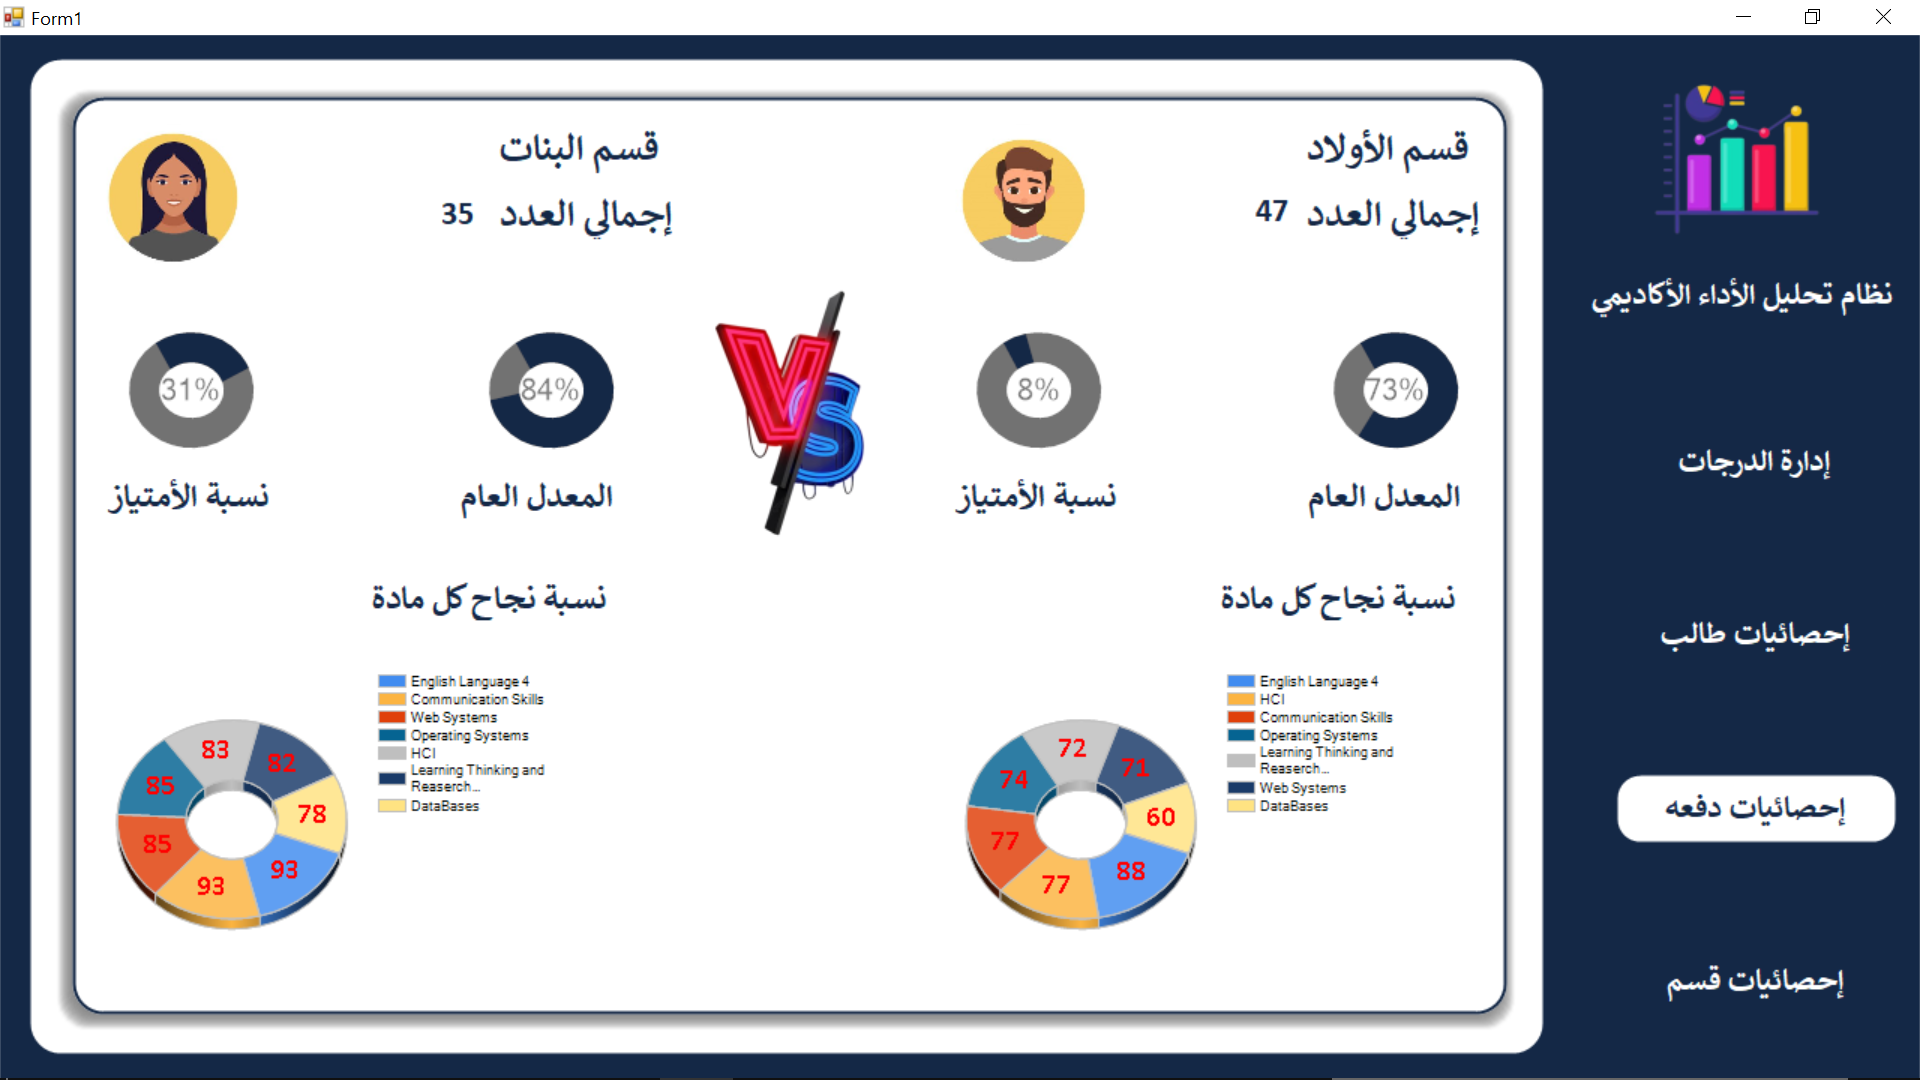 Form1
نظام تحليل الأداء الأكاديمي
إدارة الدرجات
إحصائيات طالب
إحصائيات دفعه
إحصائيات قسم
قسم الأولاد
إجمالي العدد 47
73%
المعدل العام
8%
نسبة الأمتياز
نسبة نجاح كل مادة
English Language 4
HCI
Communication Skills
Operating Systems
Learning Thinking and
Reaserch...
Web Systems
DataBases
72
71
74
60
77
88
77
VS
قسم البنات
إجمالي العدد 35
84%
المعدل العام
31%
نسبة الأمتياز
نسبة نجاح كل مادة
English Language 4
Communication Skills
Web Systems
Operating Systems
HCI
Learning Thinking and
Reaserch...
DataBases
83
82
85
78
85
93
93